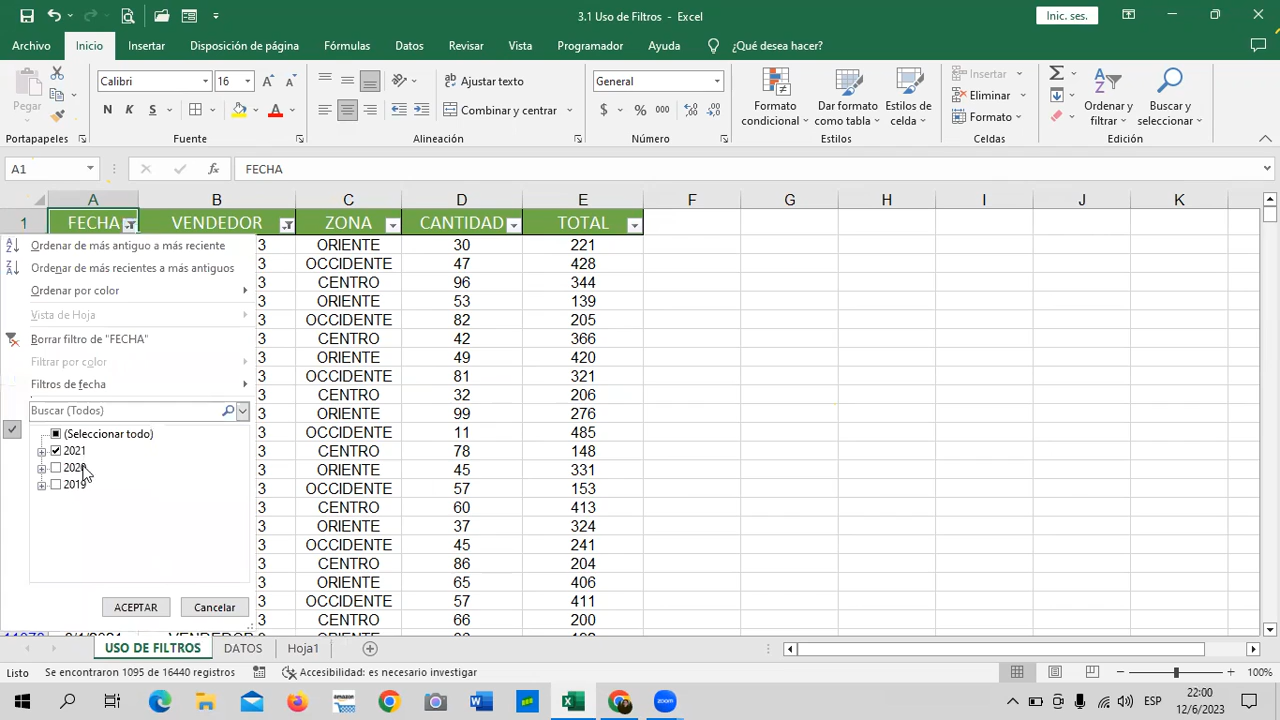 3.1 Uso de Filtros - Excel
Inic. ses.
Archivo Inicio Insertar Disposición de página Fórmulas Datos Revisar Vista Programador Ayuda ¿Qué desea hacer?
Pegar
Calibri 16
N K S
Ajustar texto
Combinar y centrar
General
$ % 000
Formato condicional
Dar formato como tabla
Estilos de celda
Insertar
Eliminar
Formato
Ordenar y filtrar
Buscar y seleccionar
Portapapeles Fuente Alineación Número Estilos Celdas Edición
A1 fx FECHA
A B C D E F G H I J K
1 FECHA VENDEDOR ZONA CANTIDAD TOTAL
3 ORIENTE 30 221
3 OCCIDENTE 47 428
3 CENTRO 96 344
3 ORIENTE 53 139
3 OCCIDENTE 82 205
3 CENTRO 42 366
3 ORIENTE 49 420
3 OCCIDENTE 81 321
3 CENTRO 32 206
3 ORIENTE 99 276
3 OCCIDENTE 11 485
3 CENTRO 78 148
3 ORIENTE 45 331
3 OCCIDENTE 57 153
3 CENTRO 60 413
3 ORIENTE 37 324
3 OCCIDENTE 45 241
3 CENTRO 86 204
3 ORIENTE 65 406
3 OCCIDENTE 57 411
3 CENTRO 66 200
Ordenar de más antiguo a más reciente
Ordenar de más recientes a más antiguos
Ordenar por color
Vista de Hoja
Borrar filtro de "FECHA"
Filtrar por color
Filtros de fecha
Buscar (Todos)
(Seleccionar todo)
2021
2020
2019
ACEPTAR Cancelar
USO DE FILTROS DATOS Hoja1
Listo Se encontraron 1095 de 16440 registros Accesibilidad: es necesario investigar 100%
amazon
zoom
ESP
22:00
12/6/2023